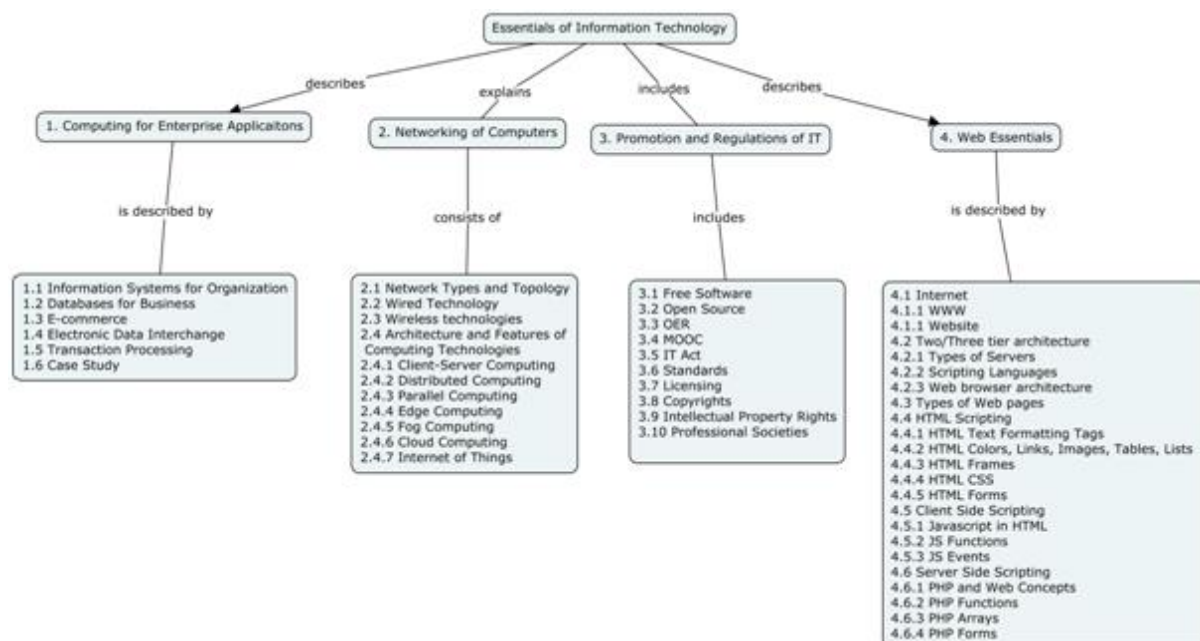 Essentials of Information Technology
describes
explains
includes
describes
1. Computing for Enterprise Applicaitons
2. Networking of Computers
3. Promotion and Regulations of IT
4. Web Essentials
is described by
consists of
includes
is described by
1.1 Information Systems for Organization
1.2 Databases for Business
1.3 E-commerce
1.4 Electronic Data Interchange
1.5 Transaction Processing
1.6 Case Study
2.1 Network Types and Topology
2.2 Wired Technology
2.3 Wireless technologies
2.4 Architecture and Features of
Computing Technologies
2.4.1 Client-Server Computing
2.4.2 Distributed Computing
2.4.3 Parallel Computing
2.4.4 Edge Computing
2.4.5 Fog Computing
2.4.6 Cloud Computing
2.4.7 Internet of Things
3.1 Free Software
3.2 Open Source
3.3 OER
3.4 MOOC
3.5 IT Act
3.6 Standards
3.7 Licensing
3.8 Copyrights
3.9 Intellectual Property Rights
3.10 Professional Societies
4.1 Internet
4.1.1 WWW
4.1.1 Website
4.2 Two/Three tier architecture
4.2.1 Types of Servers
4.2.2 Scripting Languages
4.2.3 Web browser architecture
4.3 Types of Web pages
4.4 HTML Scripting
4.4.1 HTML Text Formatting Tags
4.4.2 HTML Colors, Links, Images, Tables, Lists
4.4.3 HTML Frames
4.4.4 HTML CSS
4.4.5 HTML Forms
4.5 Client Side Scripting
4.5.1 Javascript in HTML
4.5.2 JS Functions
4.5.3 JS Events
4.6 Server Side Scripting
4.6.1 PHP and Web Concepts
4.6.2 PHP Functions
4.6.3 PHP Arrays
4.6.4 PHP Forms